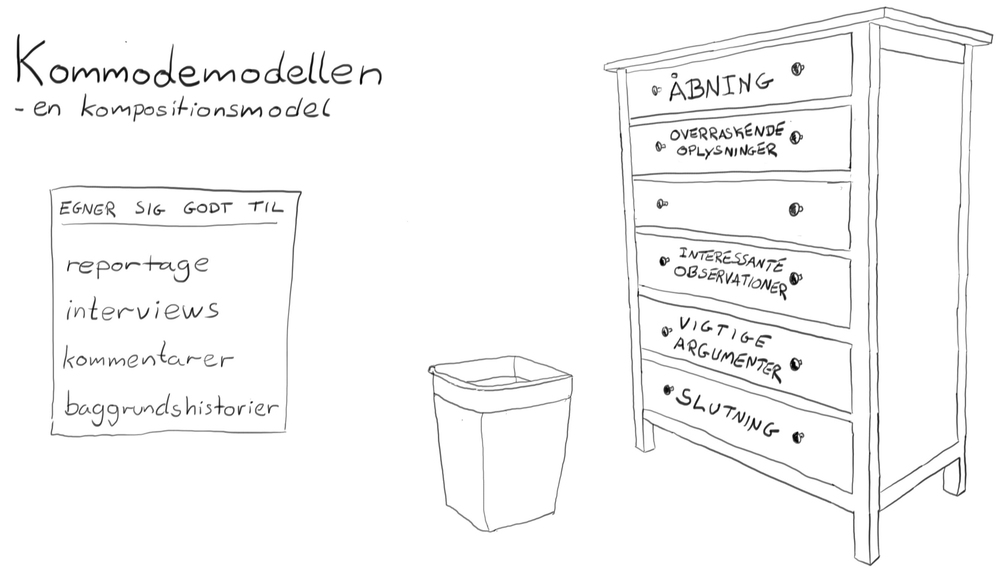 Kommodemodellen
- en kompositionsmodel
EGNER SIG GODT TIL
reportage
interviews
kommentarer
baggrundshistorier
ÅBNING
OVERRASKENDE
OPLYSNINGER
INTERESSANTE
OBSERVATIONER
VIGTIGE
ARGUMENTER
SLUTNING